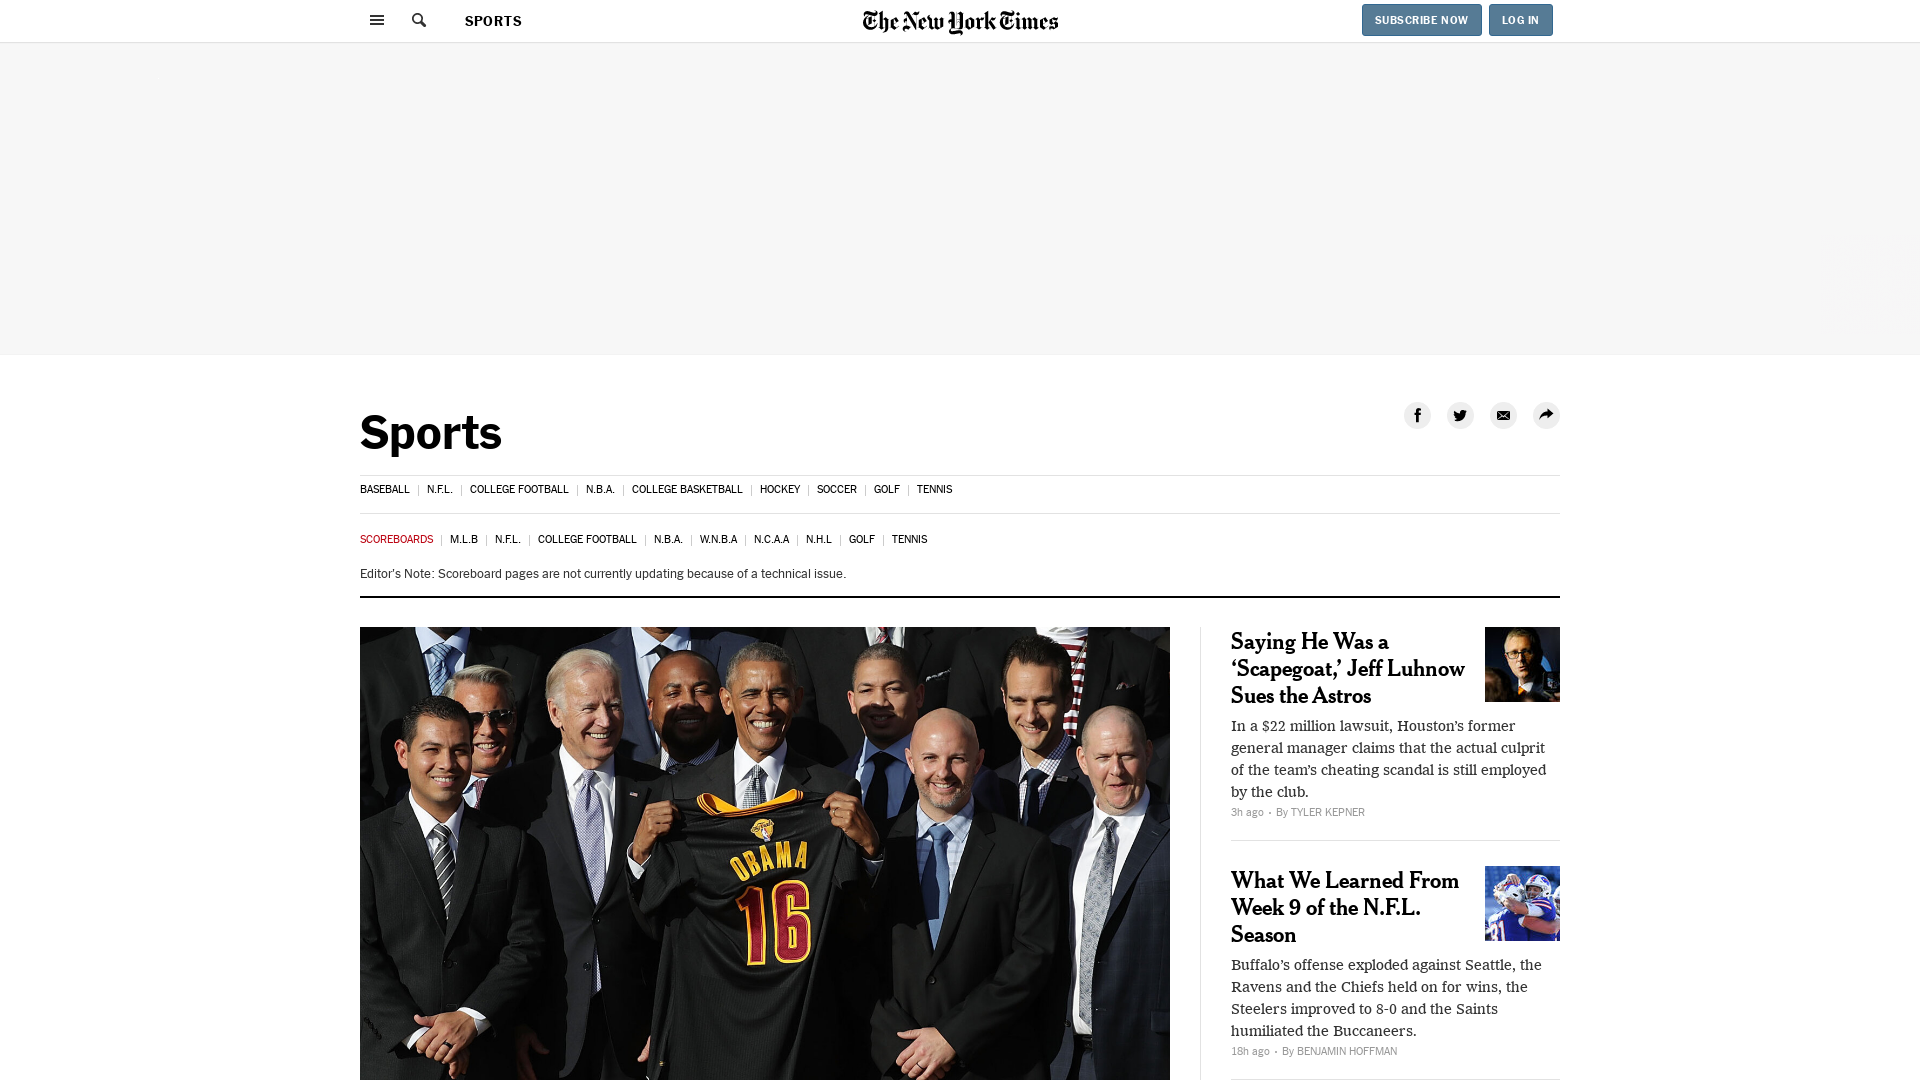 SPORTS
The New York Times
SUBSCRIBE NOW
LOG IN
Sports
BASEBALL
N.F.L.
COLLEGE FOOTBALL
N.B.A.
COLLEGE BASKETBALL
HOCKEY
SOCCER
GOLF
TENNIS
SCOREBOARDS
M.L.B
N.F.L.
COLLEGE FOOTBALL
N.B.A.
W.N.B.A
N.C.A.A
N.H.L
GOLF
TENNIS
Editor's Note: Scoreboard pages are not currently updating because of a technical issue.
OBAMA
16
Saying He Was a
‘Scapegoat,’ Jeff Luhnow
Sues the Astros
In a $22 million lawsuit, Houston’s former
general manager claims that the actual culprit
of the team’s cheating scandal is still employed
by the club.
3h ago • By TYLER KEPNER
What We Learned From
Week 9 of the N.F.L.
Season
Buffalo’s offense exploded against Seattle, the
Ravens and the Chiefs held on for wins, the
Steelers improved to 8-0 and the Saints
humiliated the Buccaneers.
18h ago • By BENJAMIN HOFFMAN